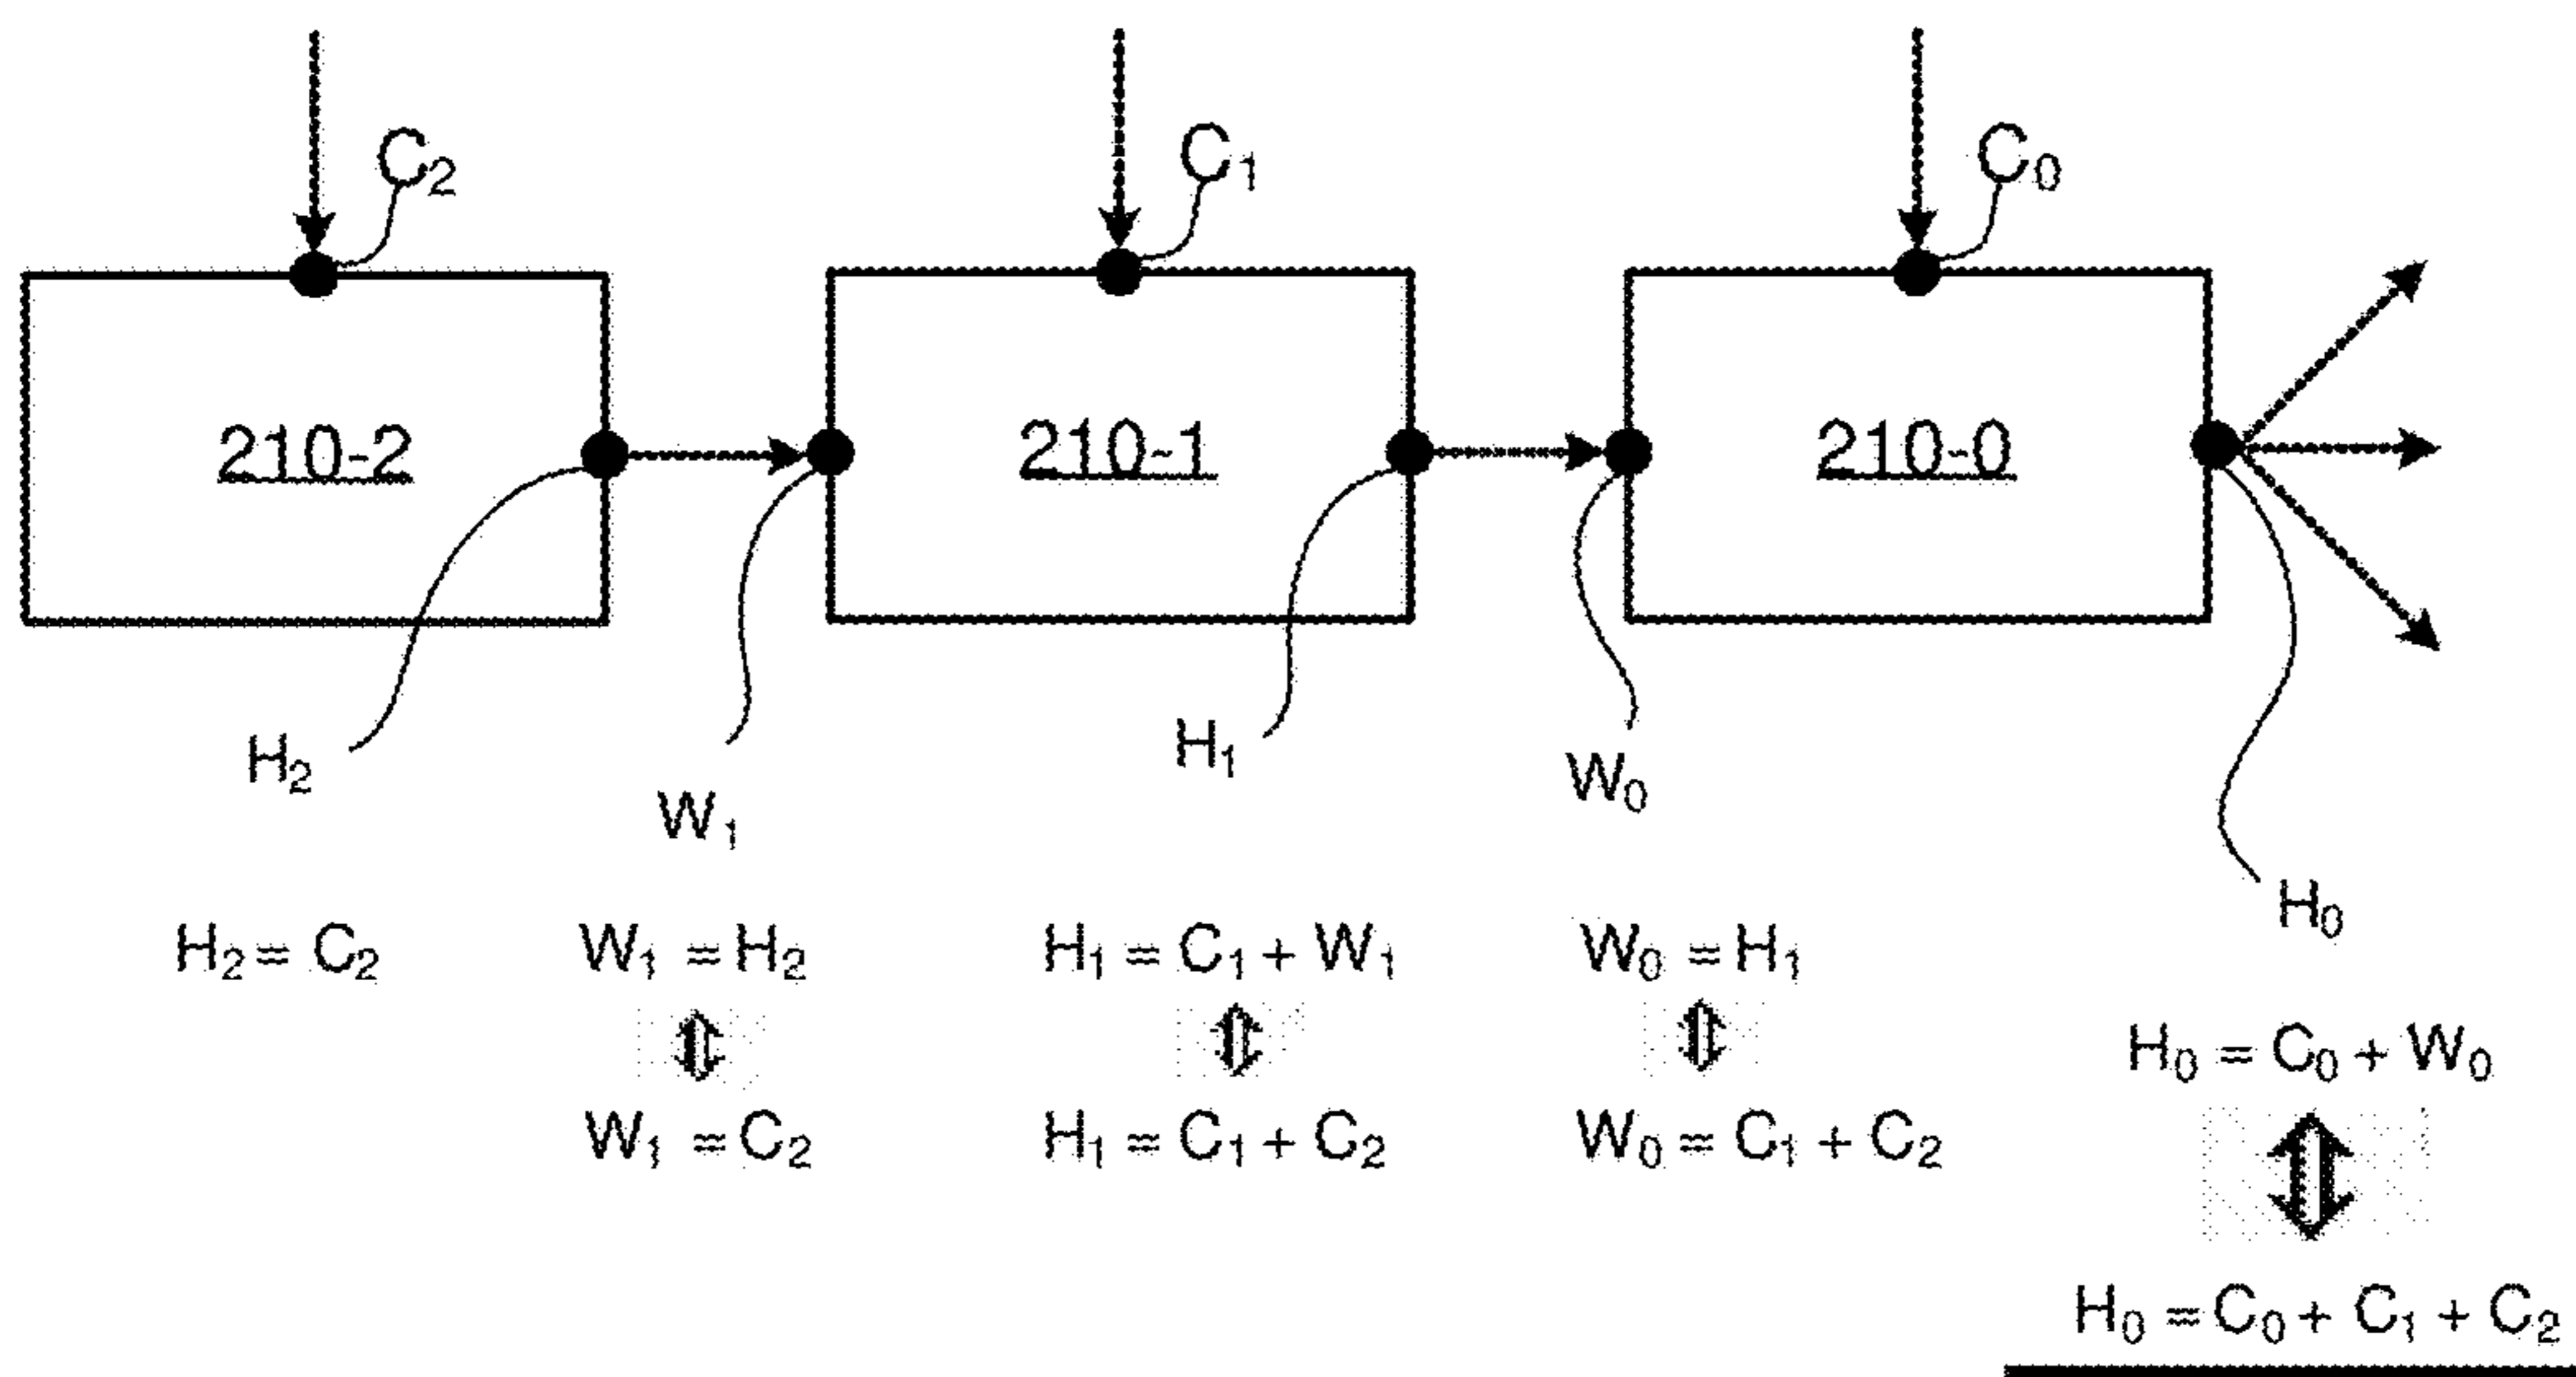 C₂ C₁ C₀
210-2 210-1 210-0
H₂ W₁ H₁ W₀ H₀
H₂ = C₂ W₁ = H₂ H₁ = C₁ + W₁ W₀ = H₁
H₀ = C₀ + W₀
W₁ = C₂ H₁ = C₁ + C₂ W₀ = C₁ + C₂
H₀ = C₀ + C₁ + C₂